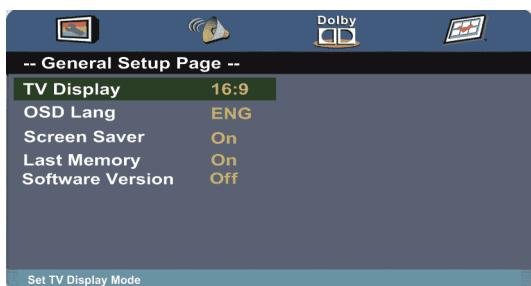 Dolby
-- General Setup Page --
TV Display 16:9
OSD Lang ENG
Screen Saver On
Last Memory On
Software Version Off
Set TV Display Mode